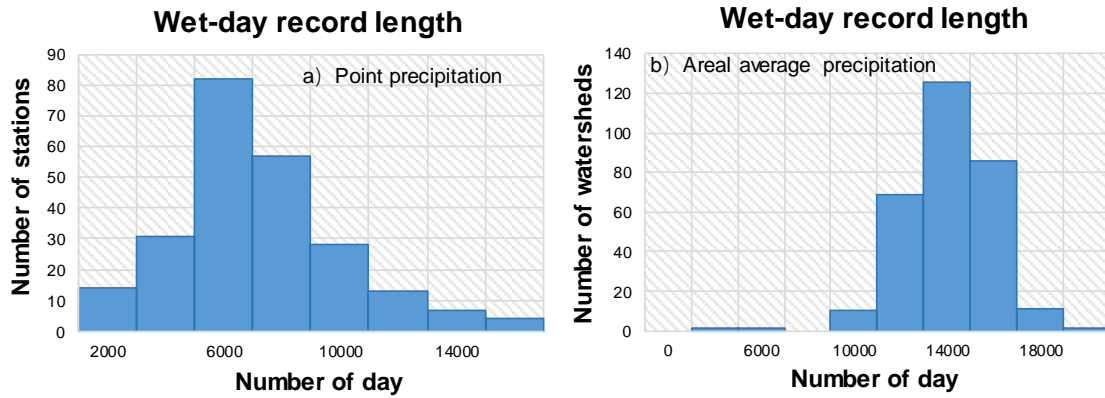 Wet-day record length
a) Point precipitation
Number of stations
90
80
70
60
50
40
30
20
10
0
2000 6000 10000 14000
Number of day
Wet-day record length
b) Areal average precipitation
Number of watersheds
140
120
100
80
60
40
20
0
0 6000 10000 14000 18000
Number of day